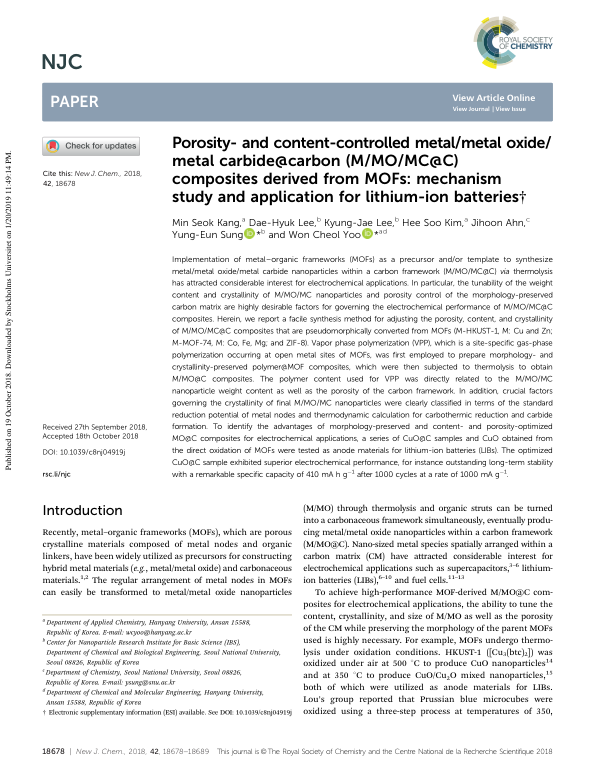 NJC
ROYAL SOCIETY
OF CHEMISTRY
PAPER
View Article Online
View Journal | View Issue
Published on 19 October 2018. Downloaded by Stockholms Universitet on 1/20/2019 11:49:14 PM.
Check for updates
Cite this: New J. Chem., 2018,
42, 18678
Received 27th September 2018,
Accepted 18th October 2018
DOI: 10.1039/c8nj04919j
rsc.li/njc
Porosity- and content-controlled metal/metal oxide/
metal carbide@carbon (M/MO/MC@C)
composites derived from MOFs: mechanism
study and application for lithium-ion batteries†
Min Seok Kang,a Dae-Hyuk Lee,b Kyung-Jae Lee,b Hee Soo Kim,a Jihoon Ahn,c
Yung-Eun Sung iD *b and Won Cheol Yoo iD *ad
Implementation of metal–organic frameworks (MOFs) as a precursor and/or template to synthesize
metal/metal oxide/metal carbide nanoparticles within a carbon framework (M/MO/MC@C) via thermolysis
has attracted considerable interest for electrochemical applications. In particular, the tunability of the weight
content and crystallinity of M/MO/MC nanoparticles and porosity control of the morphology-preserved
carbon matrix are highly desirable factors for governing the electrochemical performance of M/MO/MC@C
composites. Herein, we report a facile synthesis method for adjusting the porosity, content, and crystallinity
of M/MO/MC@C composites that are pseudomorphically converted from MOFs (M-HKUST-1, M: Cu and Zn;
M-MOF-74, M: Co, Fe, Mg; and ZIF-8). Vapor phase polymerization (VPP), which is a site-specific gas-phase
polymerization occurring at open metal sites of MOFs, was first employed to prepare morphology- and
crystallinity-preserved polymer@MOF composites, which were then subjected to thermolysis to obtain
M/MO@C composites. The polymer content used for VPP was directly related to the M/MO/MC
nanoparticle weight content as well as the porosity of the carbon framework. In addition, crucial factors
governing the crystallinity of final M/MO/MC nanoparticles were clearly classified in terms of the standard
reduction potential of metal nodes and thermodynamic calculation for carbothermic reduction and carbide
formation. To identify the advantages of morphology-preserved and content- and porosity-optimized
MO@C composites for electrochemical applications, a series of CuO@C samples and CuO obtained from
the direct oxidation of MOFs were tested as anode materials for lithium-ion batteries (LIBs). The optimized
CuO@C sample exhibited superior electrochemical performance, for instance outstanding long-term stability
with a remarkable specific capacity of 410 mA h g−1 after 1000 cycles at a rate of 1000 mA g−1.
Introduction
Recently, metal–organic frameworks (MOFs), which are porous
crystalline materials composed of metal nodes and organic
linkers, have been widely utilized as precursors for constructing
hybrid metal materials (e.g., metal/metal oxide) and carbonaceous
materials.1,2 The regular arrangement of metal nodes in MOFs
can easily be transformed to metal/metal oxide nanoparticles
a Department of Applied Chemistry, Hanyang University, Ansan 15588,
Republic of Korea. E-mail: wcyoo@hanyang.ac.kr
b Center for Nanoparticle Research Institute for Basic Science (IBS),
Department of Chemical and Biological Engineering, Seoul National University,
Seoul 08826, Republic of Korea
c Department of Chemistry, Seoul National University, Seoul 08826,
Republic of Korea. E-mail: ysung@snu.ac.kr
d Department of Chemical and Molecular Engineering, Hanyang University,
Ansan 15588, Republic of Korea
† Electronic supplementary information (ESI) available. See DOI: 10.1039/c8nj04919j
(M/MO) through thermolysis and organic struts can be turned
into a carbonaceous framework simultaneously, eventually produ-
cing metal/metal oxide nanoparticles within a carbon framework
(M/MO@C). Nano-sized metal species spatially arranged within a
carbon matrix (CM) have attracted considerable interest for
electrochemical applications such as supercapacitors,3–6 lithium-
ion batteries (LIBs),6–10 and fuel cells.11–13
To achieve high-performance MOF-derived M/MO@C com-
posites for electrochemical applications, the ability to tune the
content, crystallinity, and size of M/MO as well as the porosity
of the CM while preserving the morphology of the parent MOFs
used is highly necessary. For example, MOFs undergo thermo-
lysis under oxidation conditions. HKUST-1 ([Cu3(btc)2]) was
oxidized under air at 500 °C to produce CuO nanoparticles14
and at 350 °C to produce CuO/Cu2O mixed nanoparticles,15
both of which were utilized as anode materials for LIBs.
Lou's group reported that Prussian blue microcubes were
oxidized using a three-step process at temperatures of 350,
18678 | New J. Chem., 2018, 42, 18678–18689 This journal is © The Royal Society of Chemistry and the Centre National de la Recherche Scientifique 2018